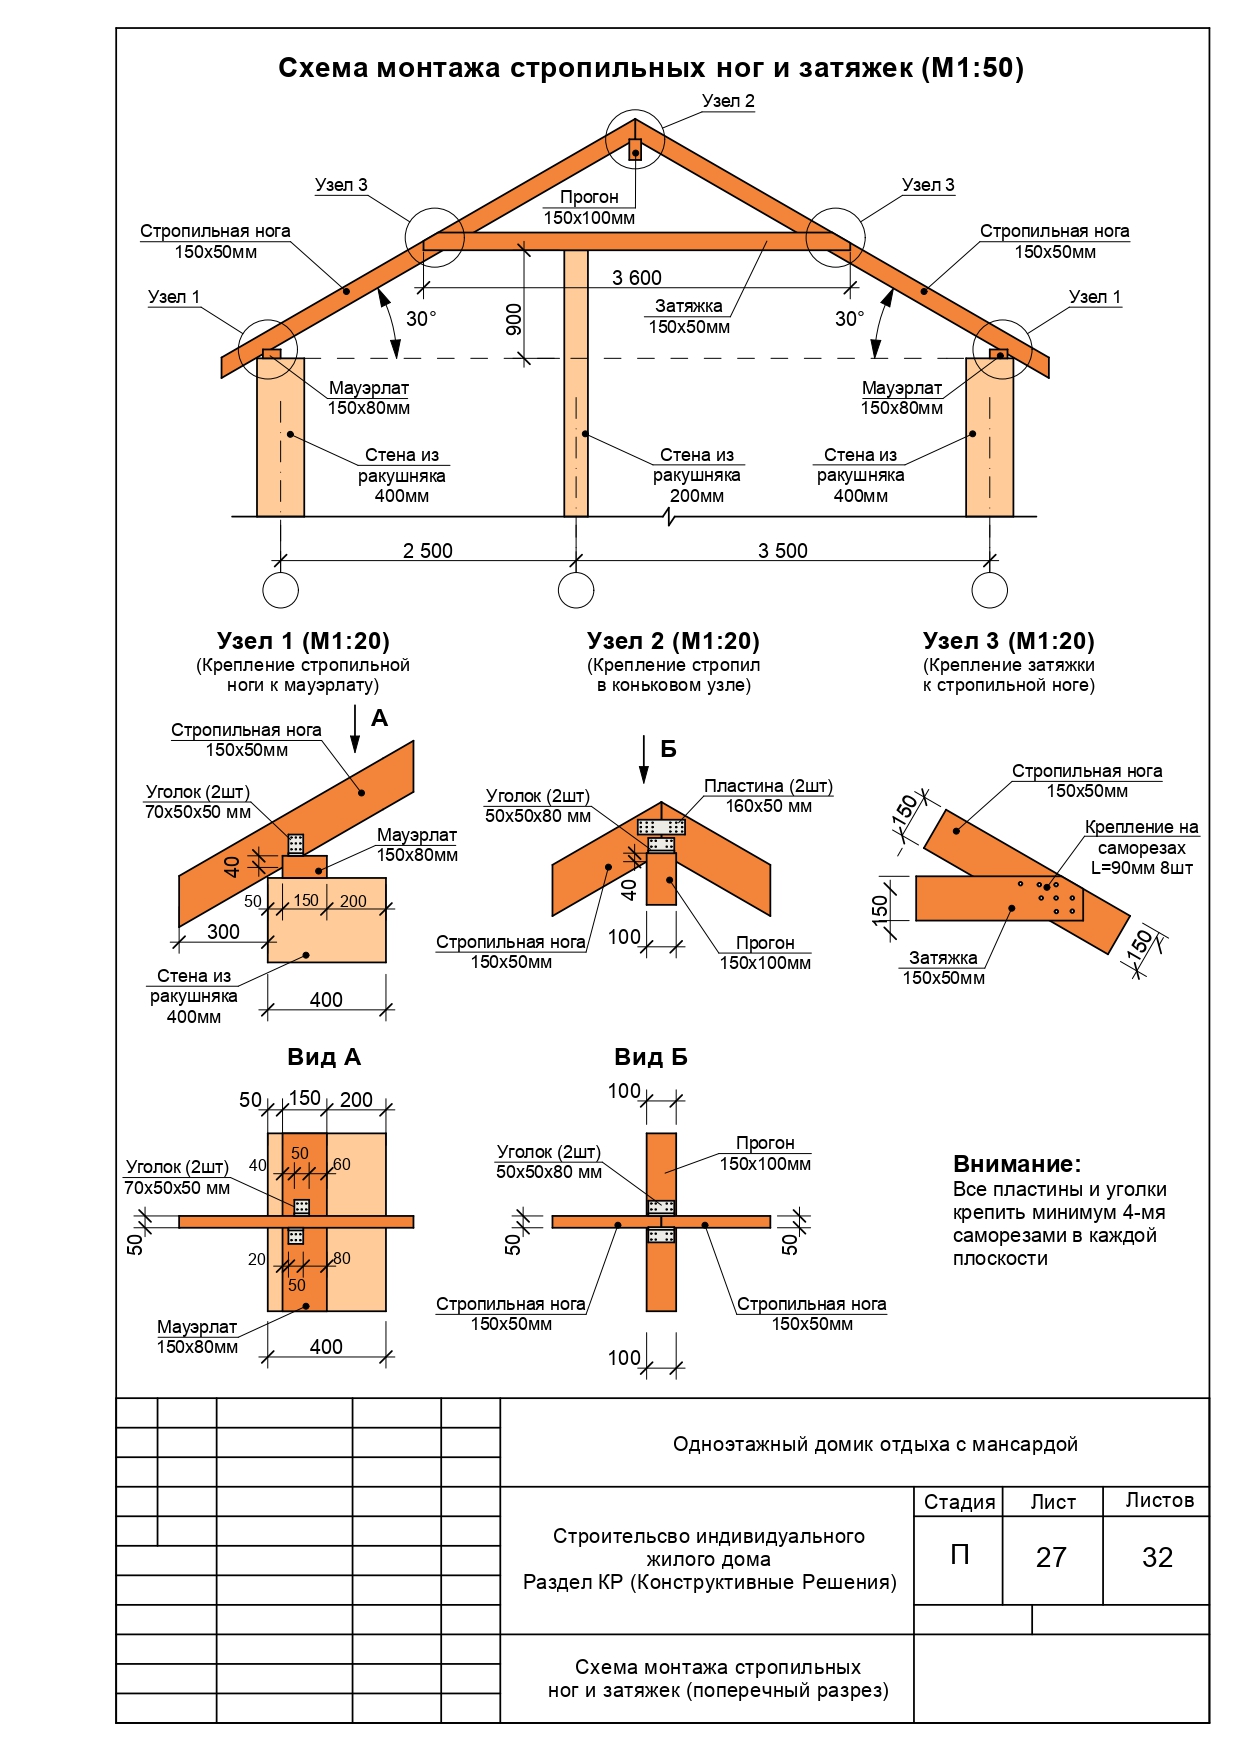 Схема монтажа стропильных ног и затяжек (М1:50)
Узел 2
Узел 3
Прогон
150х100мм
Узел 3
Стропильная нога
150х50мм
Стропильная нога
150х50мм
3 600
Узел 1
30°
900
Затяжка
150х50мм
30°
Узел 1
Мауэрлат
150х80мм
Мауэрлат
150х80мм
Стена из
ракушняка
400мм
Стена из
ракушняка
200мм
Стена из
ракушняка
400мм
2 500
3 500
Узел 1 (М1:20)
(Крепление стропильной
ноги к мауэрлату)
А
Стропильная нога
150х50мм
Уголок (2шт)
70х50х50 мм
Мауэрлат
150х80мм
40
50
150
200
300
Стена из
ракушняка
400мм
400
Узел 2 (М1:20)
(Крепление стропил
в коньковом узле)
Б
Уголок (2шт)
50х50х80 мм
Пластина (2шт)
160х50 мм
40
Стропильная нога
150х50мм
100
Прогон
150х100мм
Узел 3 (М1:20)
(Крепление затяжки
к стропильной ноге)
Стропильная нога
150х50мм
150
Крепление на
саморезах
L=90мм 8шт
150
150
Затяжка
150х50мм
Вид А
50
150
200
Уголок (2шт)
70х50х50 мм
40
50
60
50
20
50
80
Мауэрлат
150х80мм
400
Вид Б
100
Уголок (2шт)
50х50х80 мм
Прогон
150х100мм
50
50
Стропильная нога
150х50мм
Стропильная нога
150х50мм
100
Внимание:
Все пластины и уголки
крепить минимум 4-мя
саморезами в каждой
плоскости
Одноэтажный домик отдыха с мансардой
Строительсво индивидуального
жилого дома
Раздел КР (Конструктивные Решения)
Стадия
Лист
Листов
П
27
32
Схема монтажа стропильных
ног и затяжек (поперечный разрез)